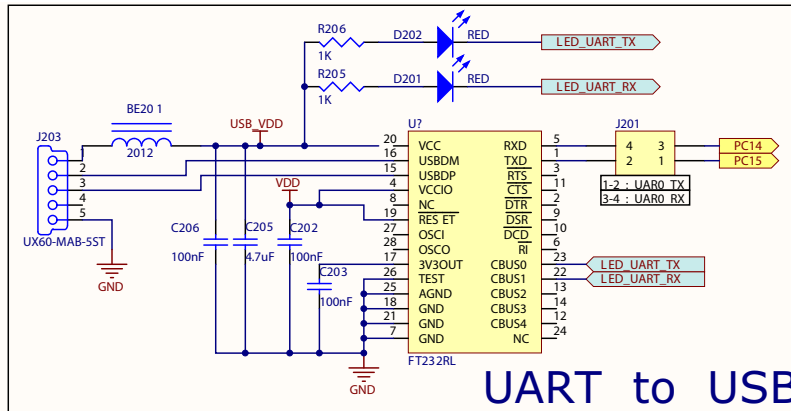 R206
D202
RED
LED_UART_TX
1K
R205
D201
RED
LED_UART_RX
1K
BE20 1
J203
USB_VDD
U?
J201
2012
20 VCC RXD 5
4 3
PC14
16 USBDM TXD 1
2 1
PC15
15 USBDP RTS 3
4 VCCIO CTS 11
8 NC DTR 2
19 RES ET DSR 9
27 OSCI DCD 10
28 OSCO RI 6
17 3V3OUT CBUS0 23
26 TEST CBUS1 22
25 AGND CBUS2 13
18 GND CBUS3 14
21 GND CBUS4 12
7 GND NC 24
1
2
3
4
5
VDD
1-2 : UAR0 TX
3-4 : UAR0 RX
UX60-MAB-5ST
C206
100nF
C205
4.7uF
C202
100nF
C203
100nF
LED_UART_TX
LED_UART_RX
GND
GND
FT232RL
UART to USB